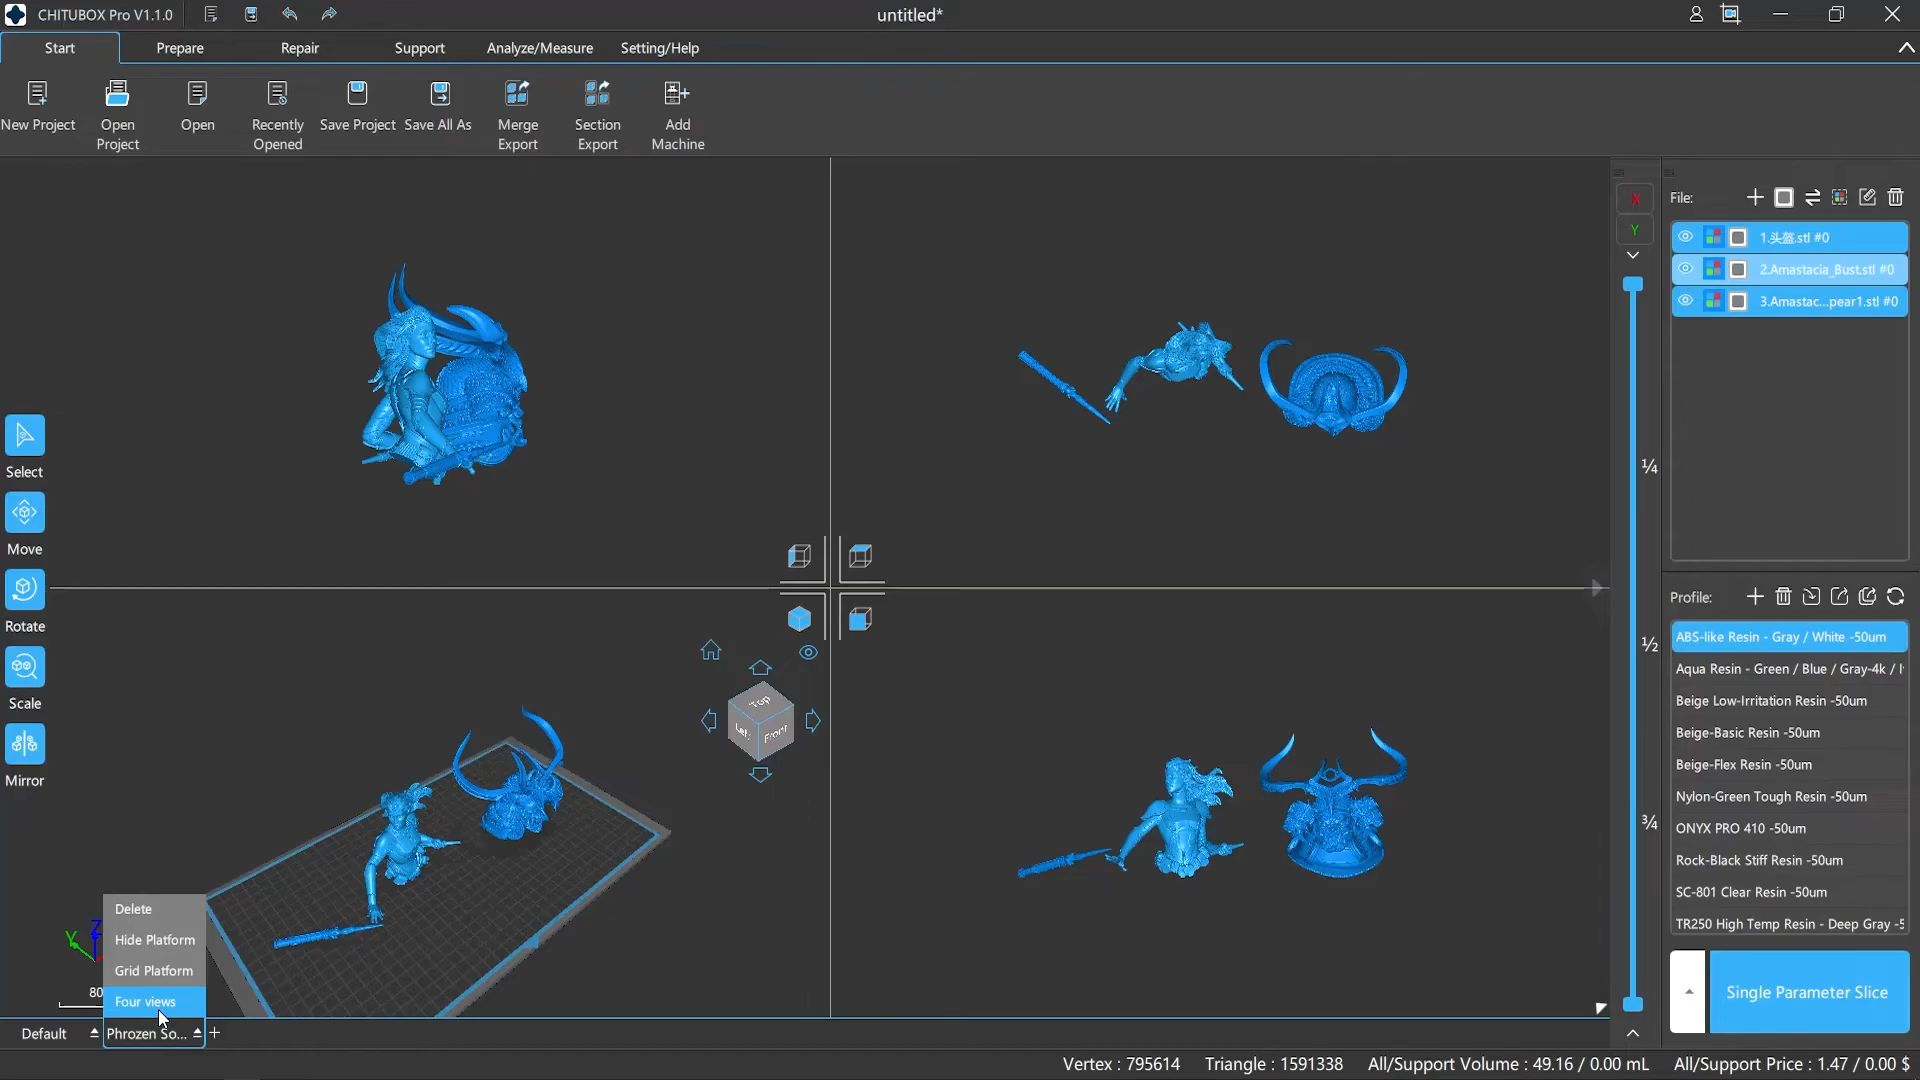 CHITUBOX Pro V1.1.0
untitled*
Start
Prepare
Repair
Support
Analyze/Measure
Setting/Help
New Project
Open
Project
Open
Recently
Opened
Save Project
Save All As
Merge
Export
Section
Export
Add
Machine
File:
1.头盔.stl #0
2.Amastacia_Bust.stl #0
3.Amastac...pear1.stl #0
X
Y
¼
½
¾
Select
Move
Rotate
Scale
Mirror
Top
Left
Front
Profile:
ABS-like Resin - Gray / White -50um
Aqua Resin - Green / Blue / Gray-4k / I
Beige Low-Irritation Resin -50um
Beige-Basic Resin -50um
Beige-Flex Resin -50um
Nylon-Green Tough Resin -50um
ONYX PRO 410 -50um
Rock-Black Stiff Resin -50um
SC-801 Clear Resin -50um
TR250 High Temp Resin - Deep Gray -5
Single Parameter Slice
Y
Z
80
Delete
Hide Platform
Grid Platform
Four views
Default
Phrozen So...
Vertex : 795614
Triangle : 1591338
All/Support Volume : 49.16 / 0.00 mL
All/Support Price : 1.47 / 0.00 $